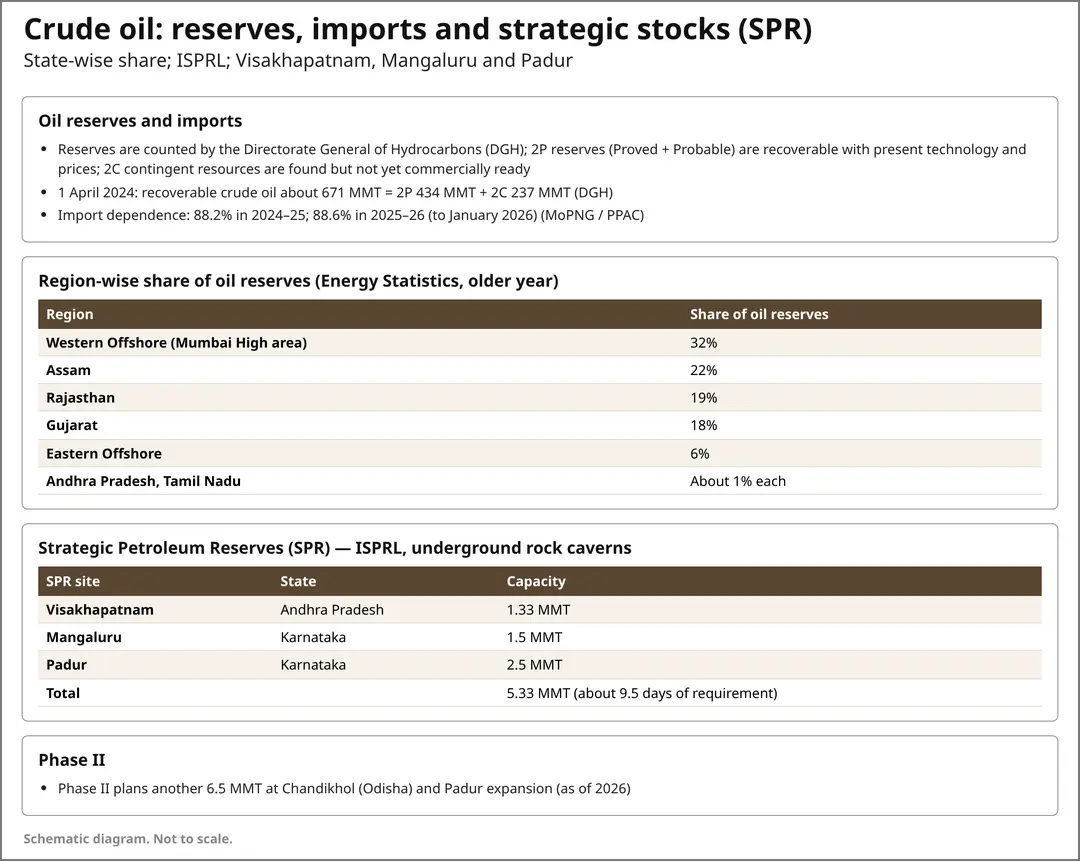 Crude oil: reserves, imports and strategic stocks (SPR)
State-wise share; ISPRL; Visakhapatnam, Mangaluru and Padur
Oil reserves and imports
• Reserves are counted by the Directorate General of Hydrocarbons (DGH); 2P reserves (Proved + Probable) are recoverable with present technology and
prices; 2C contingent resources are found but not yet commercially ready
• 1 April 2024: recoverable crude oil about 671 MMT = 2P 434 MMT + 2C 237 MMT (DGH)
• Import dependence: 88.2% in 2024–25; 88.6% in 2025–26 (to January 2026) (MoPNG / PPAC)
Region-wise share of oil reserves (Energy Statistics, older year)
Region Share of oil reserves
Western Offshore (Mumbai High area) 32%
Assam 22%
Rajasthan 19%
Gujarat 18%
Eastern Offshore 6%
Andhra Pradesh, Tamil Nadu About 1% each
Strategic Petroleum Reserves (SPR) — ISPRL, underground rock caverns
SPR site State Capacity
Visakhapatnam Andhra Pradesh 1.33 MMT
Mangaluru Karnataka 1.5 MMT
Padur Karnataka 2.5 MMT
Total 5.33 MMT (about 9.5 days of requirement)
Phase II
• Phase II plans another 6.5 MMT at Chandikhol (Odisha) and Padur expansion (as of 2026)
Schematic diagram. Not to scale.